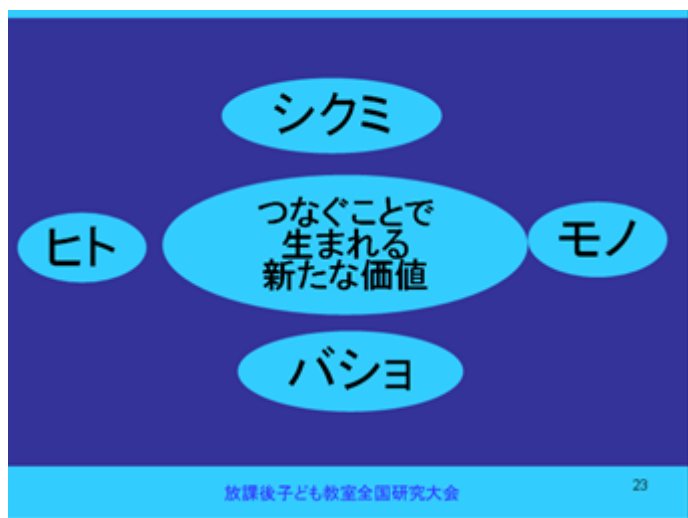 シクミ
ヒト
つなぐことで
生まれる
新たな価値
モノ
バショ
放課後子ども教室全国研究大会
23